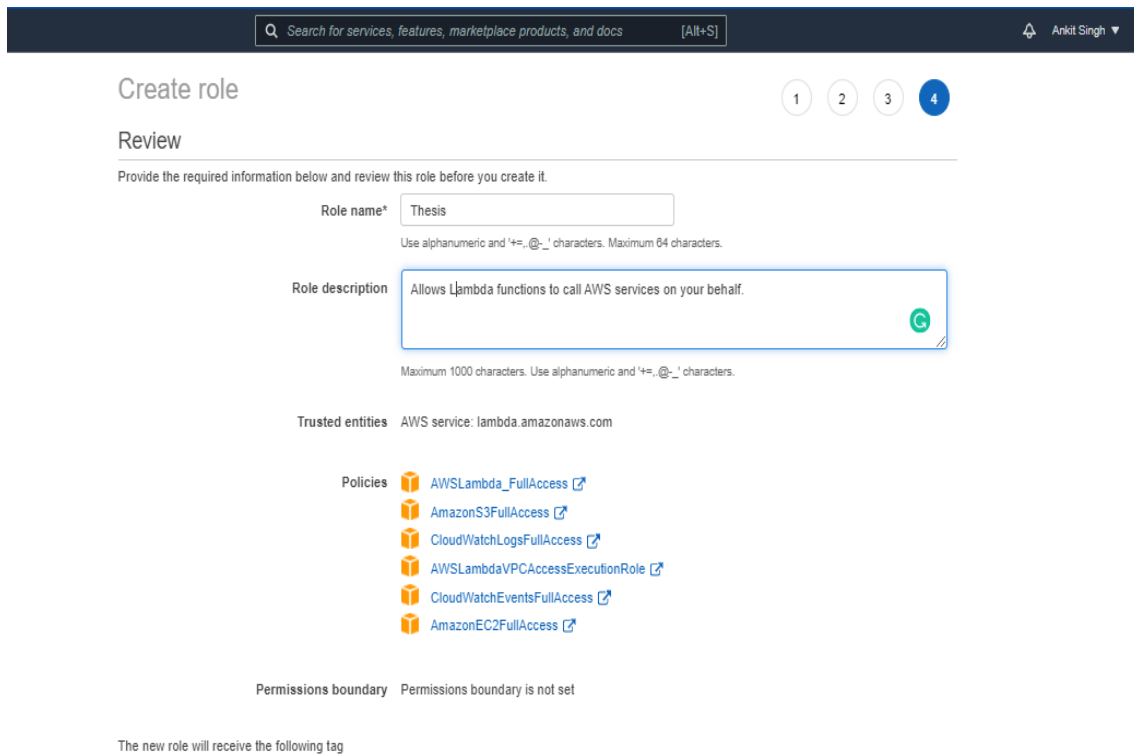 Search for services, features, marketplace products, and docs [Alt+S] Ankit Singh
Create role 1 2 3 4
Review
Provide the required information below and review this role before you create it.
Role name* Thesis
Use alphanumeric and '+=,.@-_' characters. Maximum 64 characters.
Role description Allows Lambda functions to call AWS services on your behalf.
Maximum 1000 characters. Use alphanumeric and '+=,.@-_' characters.
Trusted entities AWS service: lambda.amazonaws.com
Policies AWSLambda_FullAccess
AmazonS3FullAccess
CloudWatchLogsFullAccess
AWSLambdaVPCAccessExecutionRole
CloudWatchEventsFullAccess
AmazonEC2FullAccess
Permissions boundary Permissions boundary is not set
The new role will receive the following tag